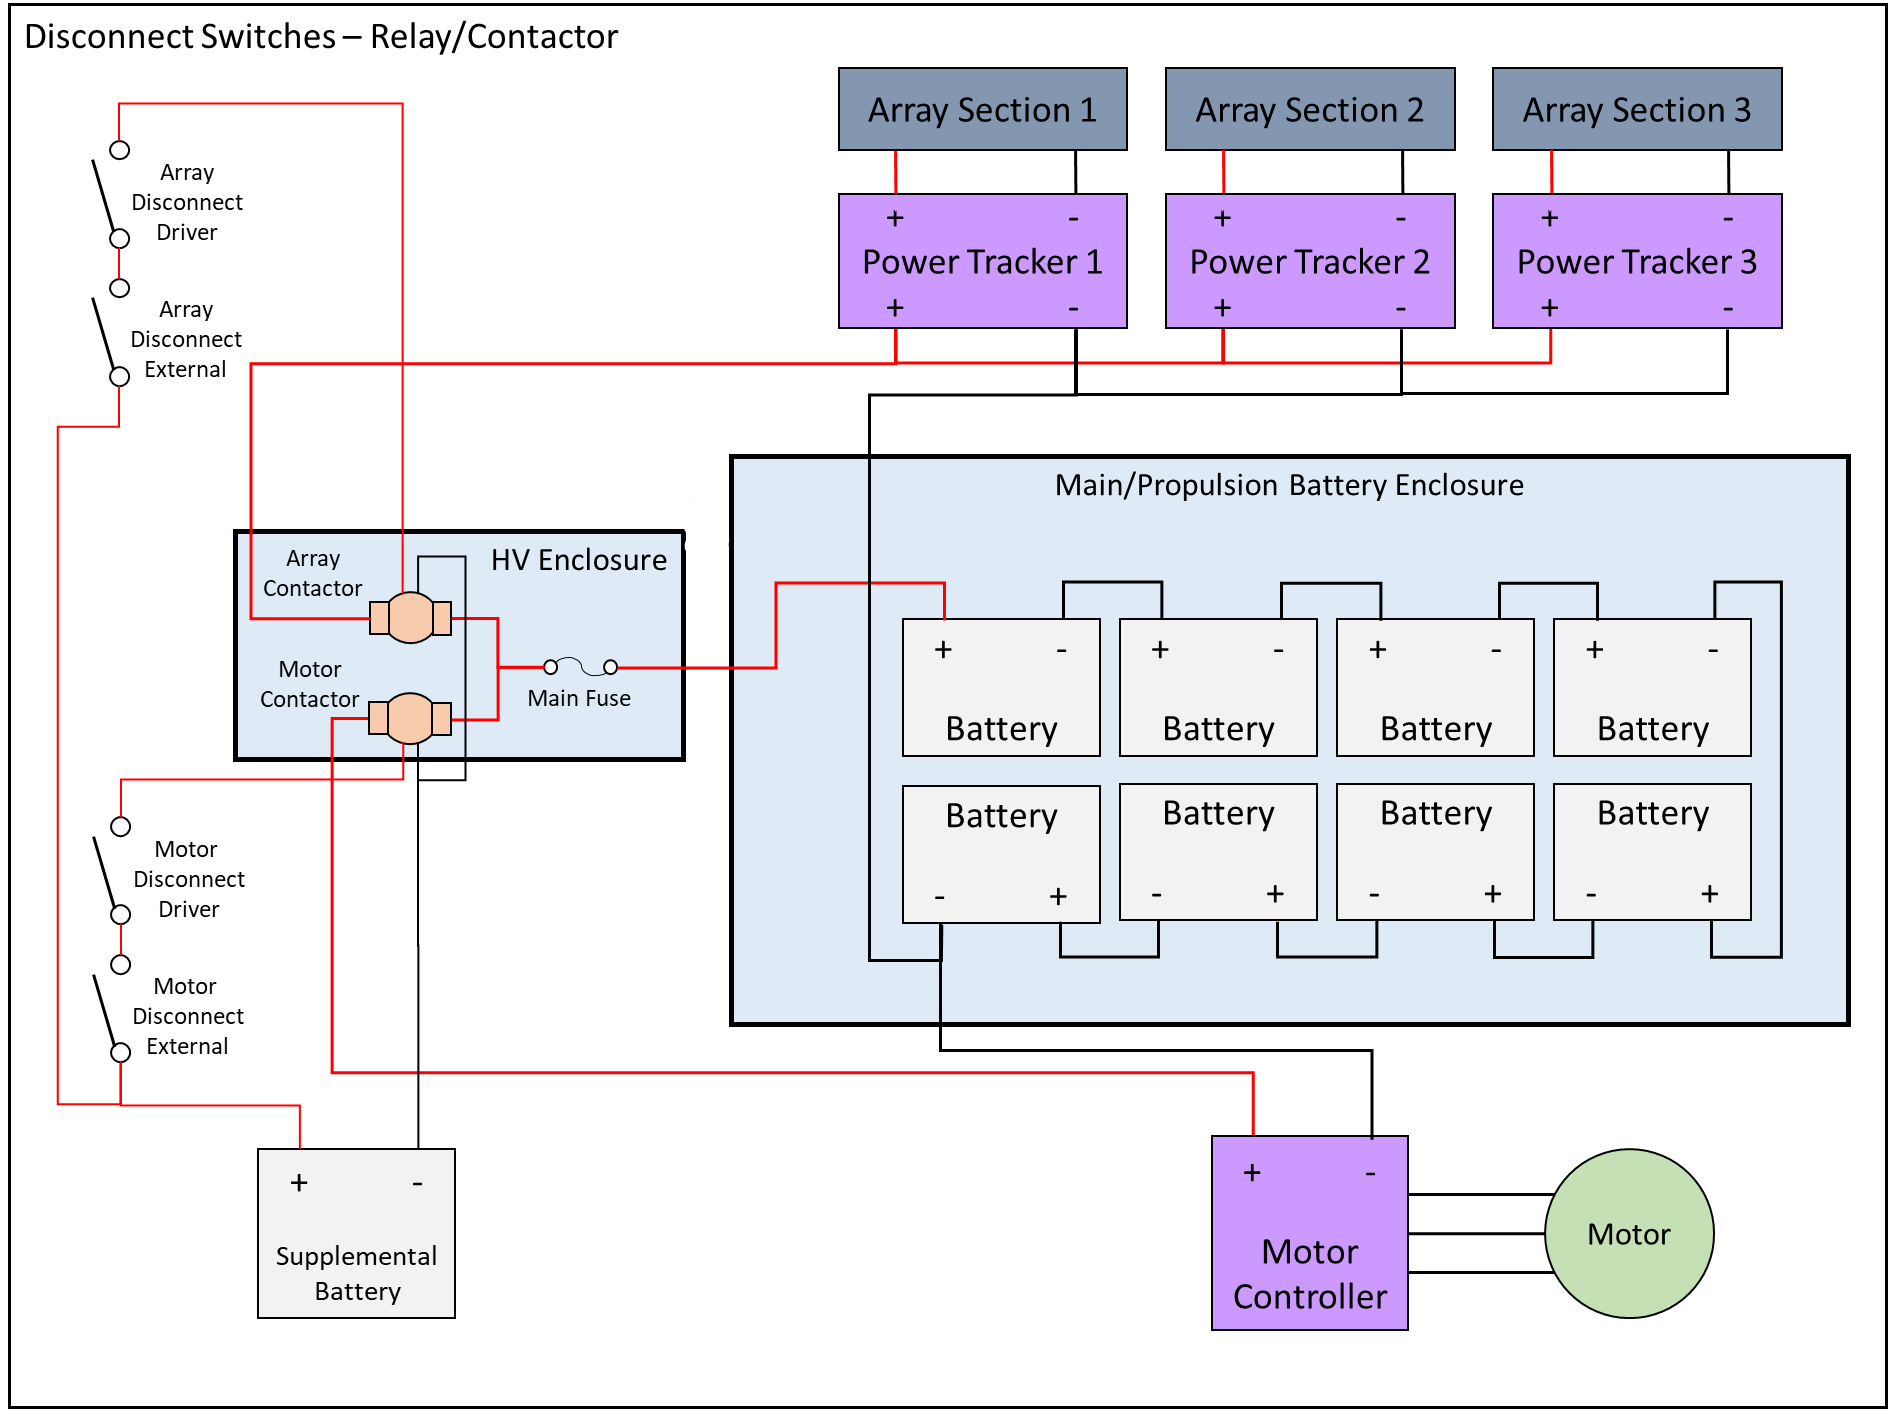 Disconnect Switches – Relay/Contactor
Array Section 1
Array Section 2
Array Section 3
+ -
Power Tracker 1
+ -
+ -
Power Tracker 2
+ -
+ -
Power Tracker 3
+ -
Array
Disconnect
Driver
Array
Disconnect
External
Main/Propulsion Battery Enclosure
HV Enclosure
Array
Contactor
Motor
Contactor
Main Fuse
+ -
Battery
+ -
Battery
+ -
Battery
+ -
Battery
Battery
- +
Battery
- +
Battery
- +
Battery
- +
Motor
Disconnect
Driver
Motor
Disconnect
External
+ -
Supplemental
Battery
+ -
Motor
Controller
Motor